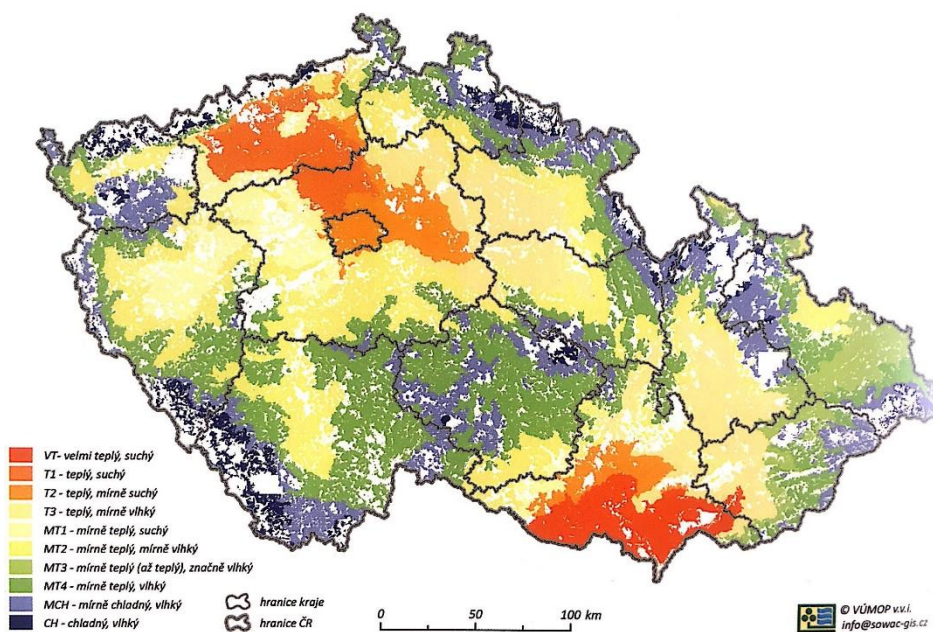 VT- velmi teplý, suchý
T1 - teplý, suchý
T2 - teplý, mírně suchý
T3 - teplý, mírně vlhký
MT1 - mírně teplý, suchý
MT2 - mírně teplý, mírně vlhký
MT3 - mírně teplý (až teplý), značně vlhký
MT4 - mírně teplý, vlhký
MCH - mírně chladný, vlhký
CH - chladný, vlhký
hranice kraje
hranice ČR
0 50 100 km
© VÚMOP v.v.i.
info@sowac-gis.cz